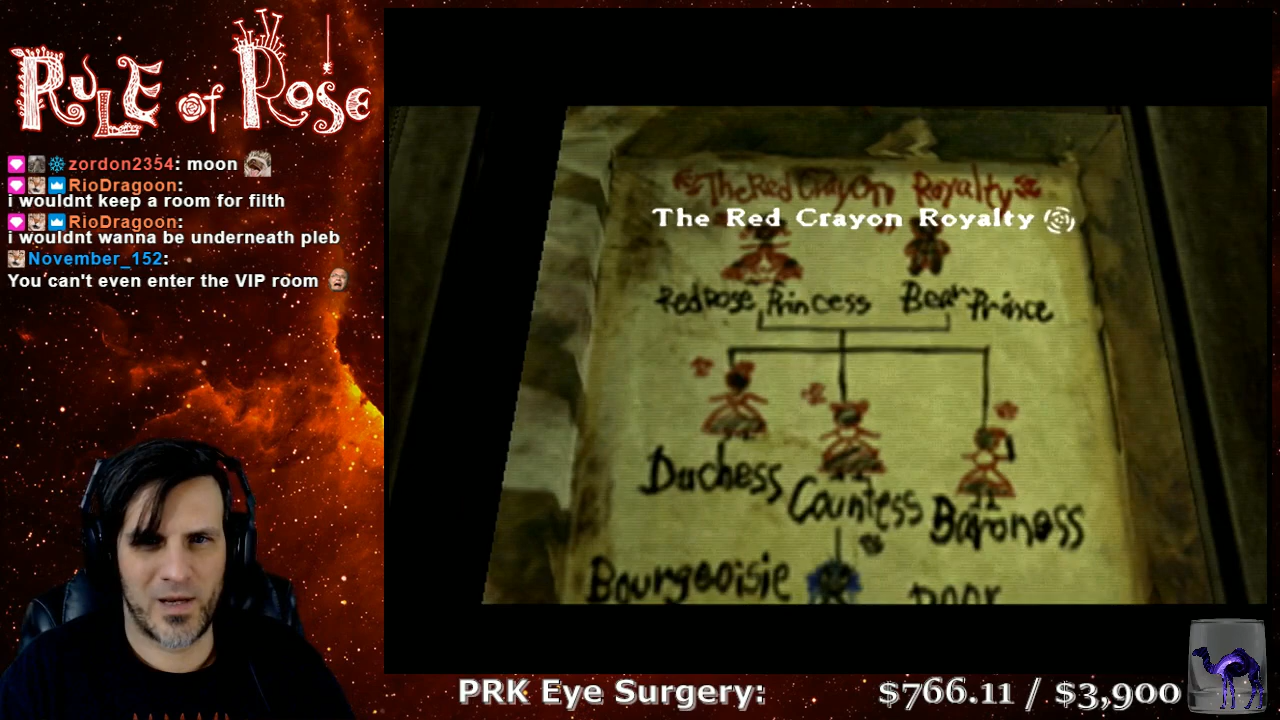 RULE of ROSE
zordon2354: moon
RioDragoon:
i wouldnt keep a room for filth
RioDragoon:
i wouldnt wanna be underneath pleb
November_152:
You can't even enter the VIP room
The Red Crayon Royalty
The Red Crayon Royalty
Red Rose Princess Bear Prince
Duchess Countess Baroness
Bourgeoisie Poor
PRK Eye Surgery: $766.11 / $3,900